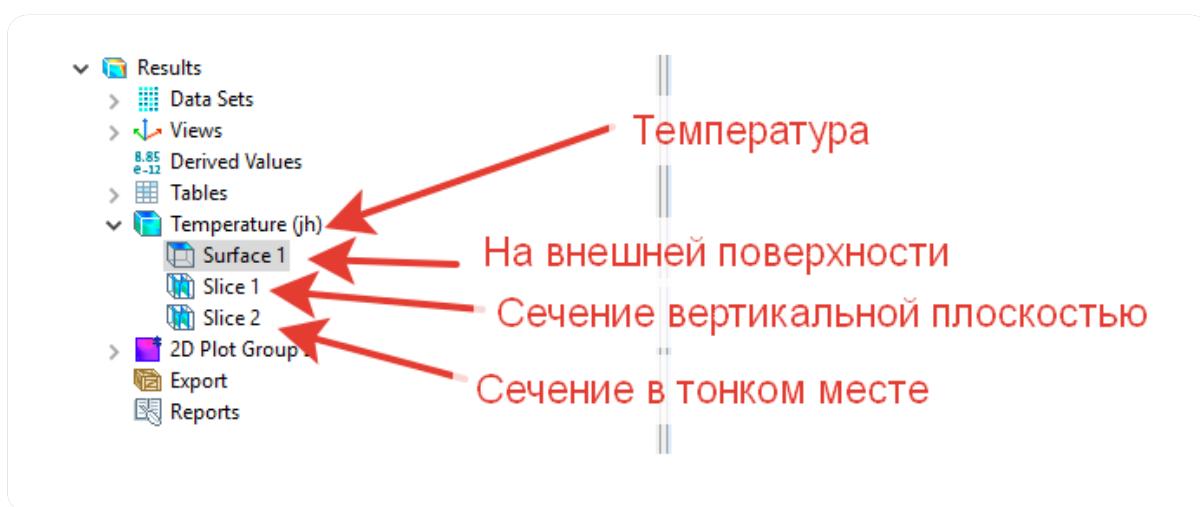 Results
Data Sets
Views
8.85
e-12 Derived Values
Tables
Temperature (jh)
Surface 1
Slice 1
Slice 2
2D Plot Group
Export
Reports
Температура
На внешней поверхности
Сечение вертикальной плоскостью
Сечение в тонком месте